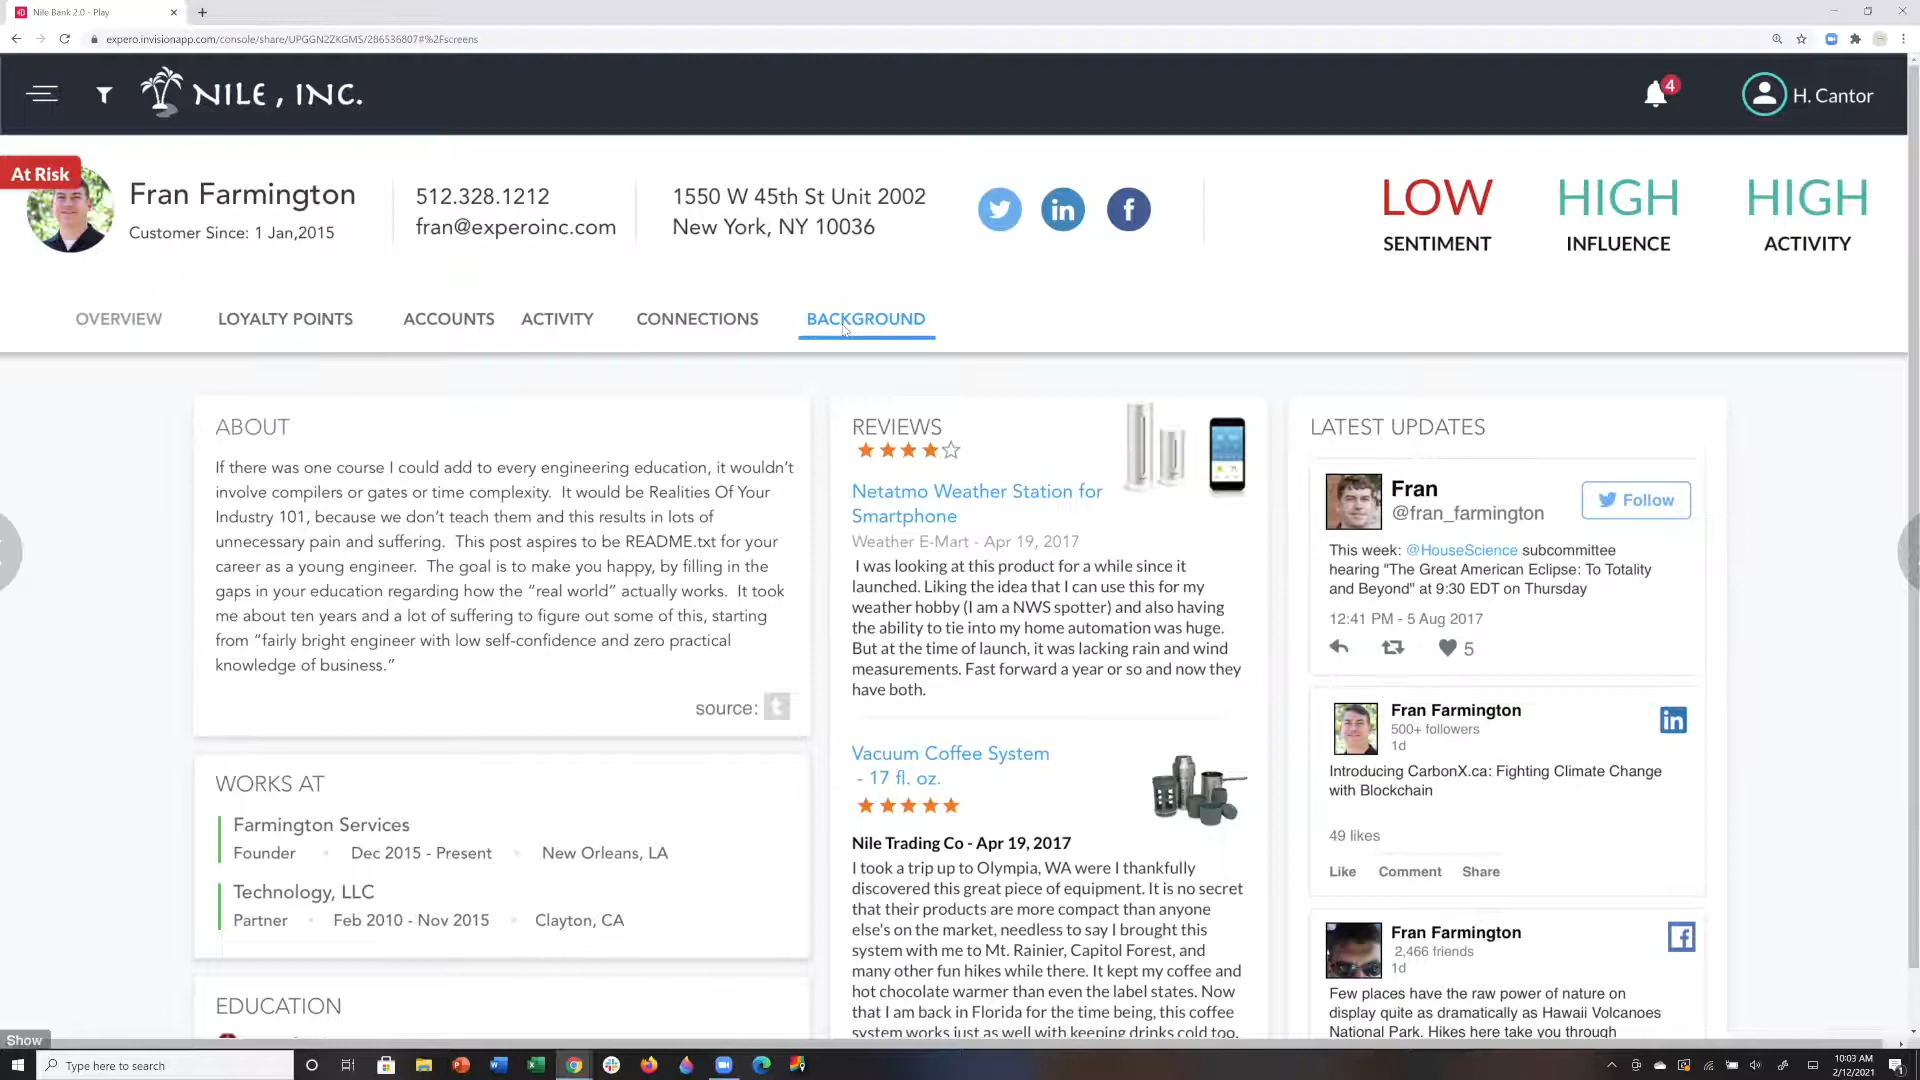 Nile Bank 2.0 - Play
expero.invisionapp.com/console/share/UPGGN2ZKGMS/286536807#%2Fscreens
NILE, INC.
4
H. Cantor
At Risk
Fran Farmington
Customer Since: 1 Jan,2015
512.328.1212
fran@experoinc.com
1550 W 45th St Unit 2002
New York, NY 10036
LOW
SENTIMENT
HIGH
INFLUENCE
HIGH
ACTIVITY
OVERVIEW
LOYALTY POINTS
ACCOUNTS
ACTIVITY
CONNECTIONS
BACKGROUND
ABOUT
If there was one course I could add to every engineering education, it wouldn't
involve compilers or gates or time complexity. It would be Realities Of Your
Industry 101, because we don't teach them and this results in lots of
unnecessary pain and suffering. This post aspires to be README.txt for your
career as a young engineer. The goal is to make you happy, by filling in the
gaps in your education regarding how the “real world” actually works. It took
me about ten years and a lot of suffering to figure out some of this, starting
from “fairly bright engineer with low self-confidence and zero practical
knowledge of business.”
source:
WORKS AT
Farmington Services
Founder • Dec 2015 - Present • New Orleans, LA
Technology, LLC
Partner • Feb 2010 - Nov 2015 • Clayton, CA
EDUCATION
REVIEWS
Netatmo Weather Station for
Smartphone
Weather E-Mart - Apr 19, 2017
I was looking at this product for a while since it
launched. Liking the idea that I can use this for my
weather hobby (I am a NWS spotter) and also having
the ability to tie into my home automation was huge.
But at the time of launch, it was lacking rain and wind
measurements. Fast forward a year or so and now they
have both.
Vacuum Coffee System
- 17 fl. oz.
Nile Trading Co - Apr 19, 2017
I took a trip up to Olympia, WA were I thankfully
discovered this great piece of equipment. It is no secret
that their products are more compact than anyone
else's on the market, needless to say I brought this
system with me to Mt. Rainier, Capitol Forest, and
many other fun hikes while there. It kept my coffee and
hot chocolate warmer than even the label states. Now
that I am back in Florida for the time being, this coffee
system works just as well with keeping drinks cold too.
LATEST UPDATES
Fran
@fran_farmington
Follow
This week: @HouseScience subcommittee
hearing "The Great American Eclipse: To Totality
and Beyond" at 9:30 EDT on Thursday
12:41 PM - 5 Aug 2017
5
Fran Farmington
500+ followers
1d
Introducing CarbonX.ca: Fighting Climate Change
with Blockchain
49 likes
Like Comment Share
Fran Farmington
2,466 friends
1d
Few places have the raw power of nature on
display quite as dramatically as Hawaii Volcanoes
National Park. Hikes here take you through
Show
Type here to search
10:03 AM
2/12/2021